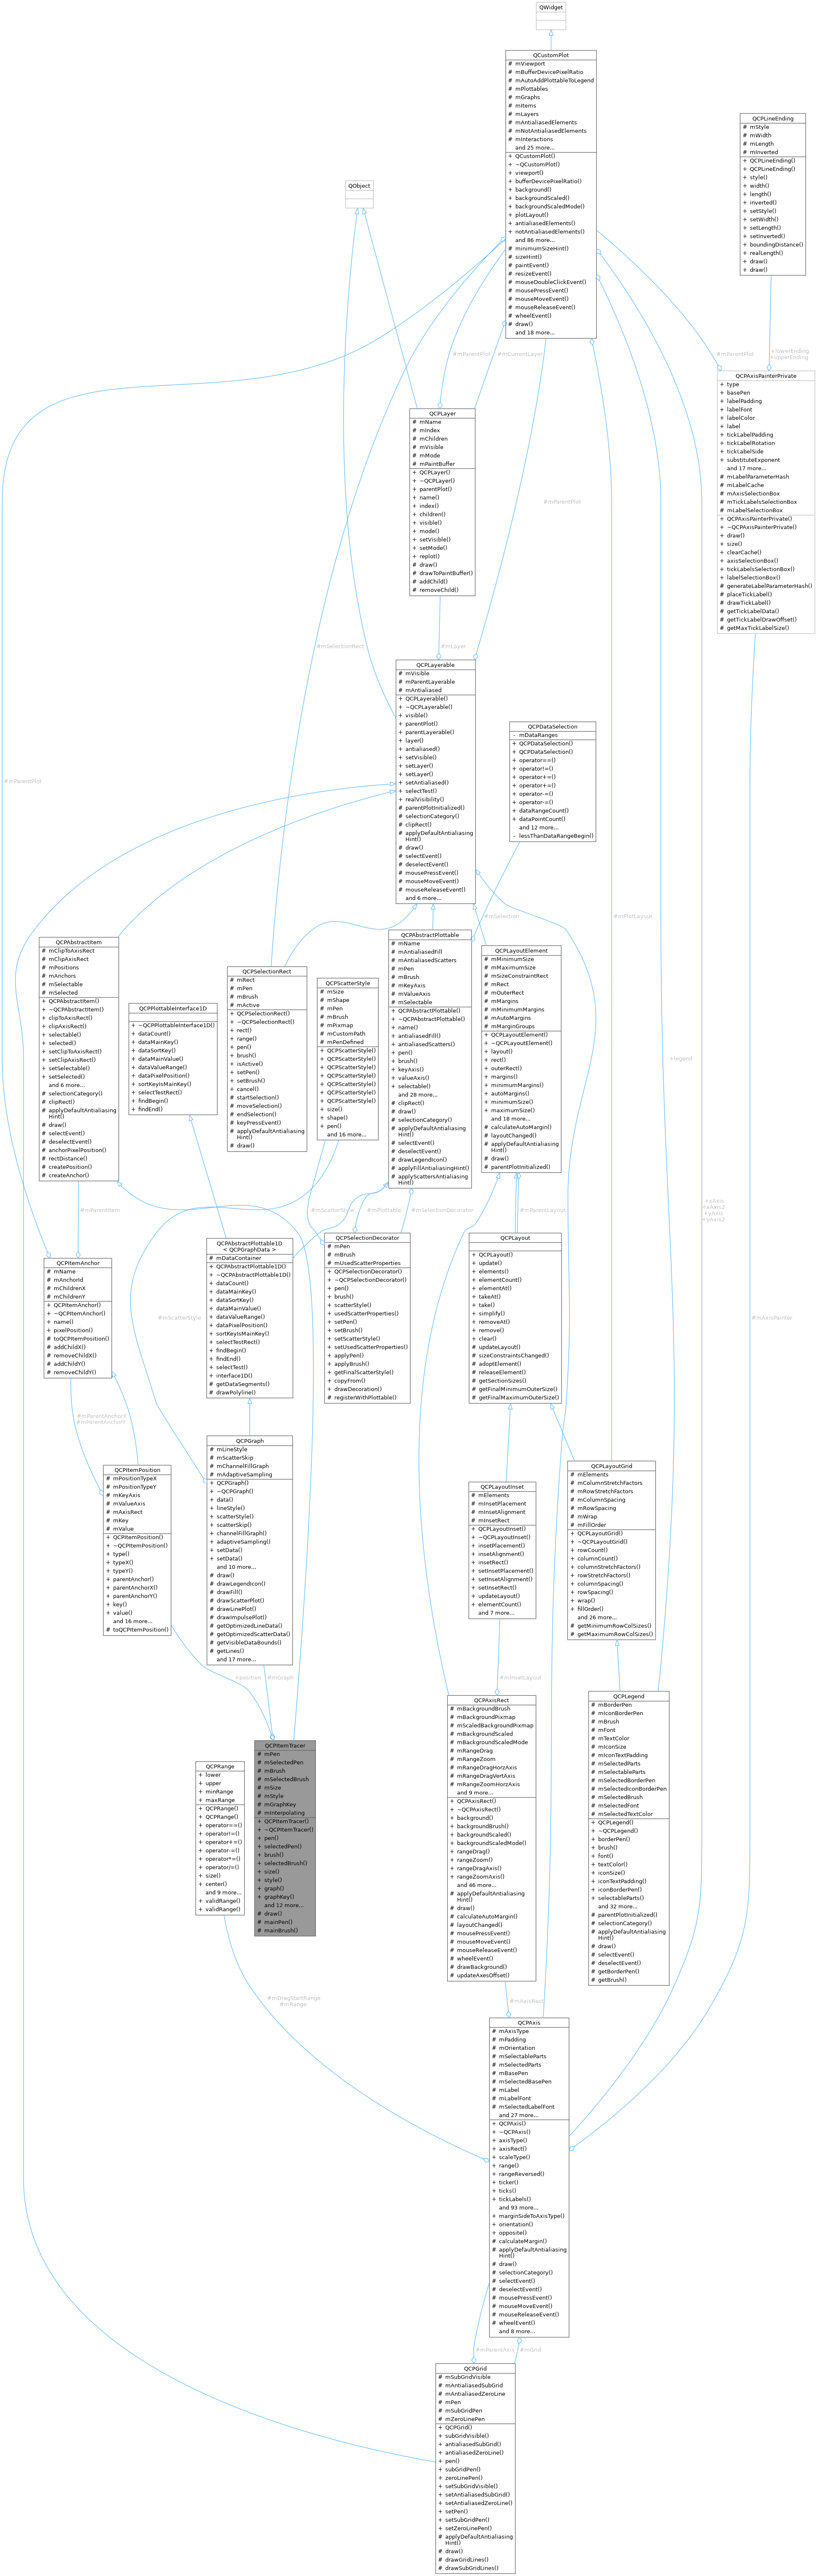 QWidget
QCustomPlot
# mViewport
# mBufferDevicePixelRatio
# mAutoAddPlottableToLegend
# mPlottables
# mGraphs
# mItems
# mLayers
# mAntialiasedElements
# mNotAntialiasedElements
# mInteractions
and 25 more...
+ QCustomPlot()
+ ~QCustomPlot()
+ viewport()
+ bufferDevicePixelRatio()
+ background()
+ backgroundScaled()
+ backgroundScaledMode()
+ plotLayout()
+ antialiasedElements()
+ notAntialiasedElements()
and 86 more...
# minimumSizeHint()
# sizeHint()
# paintEvent()
# resizeEvent()
# mouseDoubleClickEvent()
# mousePressEvent()
# mouseMoveEvent()
# mouseReleaseEvent()
# wheelEvent()
# draw()
and 18 more...
QCPLineEnding
# mStyle
# mWidth
# mLength
# mInverted
+ QCPLineEnding()
+ QCPLineEnding()
+ style()
+ width()
+ length()
+ inverted()
+ setStyle()
+ setWidth()
+ setLength()
+ setInverted()
+ boundingDistance()
+ realLength()
+ draw()
+ draw()
QObject
#mParentPlot
#mCurrentLayer
#mParentPlot
+lowerEnding
+upperEnding
QCPAxisPainterPrivate
+ type
+ basePen
+ labelPadding
+ labelFont
+ labelColor
+ label
+ tickLabelPadding
+ tickLabelRotation
+ tickLabelSide
+ substituteExponent
and 17 more...
# mLabelParameterHash
# mLabelCache
# mAxisSelectionBox
# mTickLabelsSelectionBox
# mLabelSelectionBox
+ QCPAxisPainterPrivate()
+ ~QCPAxisPainterPrivate()
+ draw()
+ size()
+ clearCache()
+ axisSelectionBox()
+ tickLabelsSelectionBox()
+ labelSelectionBox()
# generateLabelParameterHash()
# placeTickLabel()
# drawTickLabel()
# getTickLabelData()
# getTickLabelDrawOffset()
# getMaxTickLabelSize()
QCPLayer
# mName
# mIndex
# mChildren
# mVisible
# mMode
# mPaintBuffer
+ QCPLayer()
+ ~QCPLayer()
+ parentPlot()
+ name()
+ index()
+ children()
+ visible()
+ mode()
+ setVisible()
+ setMode()
+ replot()
# draw()
# drawToPaintBuffer()
# addChild()
# removeChild()
#mParentPlot
#mSelectionRect
#mLayer
QCPLayerable
# mVisible
# mParentLayerable
# mAntialiased
+ QCPLayerable()
+ ~QCPLayerable()
+ visible()
+ parentPlot()
+ parentLayerable()
+ layer()
+ antialiased()
+ setVisible()
+ setLayer()
+ setLayer()
+ setAntialiased()
+ selectTest()
+ realVisibility()
# parentPlotInitialized()
# selectionCategory()
# clipRect()
# applyDefaultAntialiasing
Hint()
# draw()
# selectEvent()
# deselectEvent()
# mousePressEvent()
# mouseMoveEvent()
# mouseReleaseEvent()
and 6 more...
QCPDataSelection
- mDataRanges
+ QCPDataSelection()
+ QCPDataSelection()
+ operator==()
+ operator!=()
+ operator+=()
+ operator+=()
+ operator-=()
+ operator-=()
+ dataRangeCount()
+ dataPointCount()
and 12 more...
- lessThanDataRangeBegin()
#mParentPlot
#mSelection
#mPlotLayout
+legend
QCPAbstractItem
# mClipToAxisRect
# mClipAxisRect
# mPositions
# mAnchors
# mSelectable
# mSelected
+ QCPAbstractItem()
+ ~QCPAbstractItem()
+ clipToAxisRect()
+ clipAxisRect()
+ selectable()
+ selected()
+ setClipToAxisRect()
+ setClipAxisRect()
+ setSelectable()
+ setSelected()
and 6 more...
# selectionCategory()
# clipRect()
# applyDefaultAntialiasing
Hint()
# draw()
# selectEvent()
# deselectEvent()
# anchorPixelPosition()
# rectDistance()
# createPosition()
# createAnchor()
QCPPlottableInterface1D
+ ~QCPPlottableInterface1D()
+ dataCount()
+ dataMainKey()
+ dataSortKey()
+ dataMainValue()
+ dataValueRange()
+ dataPixelPosition()
+ sortKeyIsMainKey()
+ selectTestRect()
+ findBegin()
+ findEnd()
QCPSelectionRect
# mRect
# mPen
# mBrush
# mActive
+ QCPSelectionRect()
+ ~QCPSelectionRect()
+ rect()
+ range()
+ pen()
+ brush()
+ isActive()
+ setPen()
+ setBrush()
+ cancel()
# startSelection()
# moveSelection()
# endSelection()
# keyPressEvent()
# applyDefaultAntialiasing
Hint()
# draw()
QCPScatterStyle
# mSize
# mShape
# mPen
# mBrush
# mPixmap
# mCustomPath
# mPenDefined
+ QCPScatterStyle()
+ QCPScatterStyle()
+ QCPScatterStyle()
+ QCPScatterStyle()
+ QCPScatterStyle()
+ QCPScatterStyle()
+ QCPScatterStyle()
+ size()
+ shape()
+ pen()
and 16 more...
QCPAbstractPlottable
# mName
# mAntialiasedFill
# mAntialiasedScatters
# mPen
# mBrush
# mKeyAxis
# mValueAxis
# mSelectable
+ QCPAbstractPlottable()
+ ~QCPAbstractPlottable()
+ name()
+ antialiasedFill()
+ antialiasedScatters()
+ pen()
+ brush()
+ keyAxis()
+ valueAxis()
+ selectable()
and 28 more...
# clipRect()
# draw()
# selectionCategory()
# applyDefaultAntialiasing
Hint()
# selectEvent()
# deselectEvent()
# drawLegendIcon()
# applyFillAntialiasingHint()
# applyScattersAntialiasing
Hint()
QCPLayoutElement
# mMinimumSize
# mMaximumSize
# mSizeConstraintRect
# mRect
# mOuterRect
# mMargins
# mMinimumMargins
# mAutoMargins
# mMarginGroups
+ QCPLayoutElement()
+ ~QCPLayoutElement()
+ layout()
+ rect()
+ outerRect()
+ margins()
+ minimumMargins()
+ autoMargins()
+ minimumSize()
+ maximumSize()
and 18 more...
# calculateAutoMargin()
# layoutChanged()
# applyDefaultAntialiasing
Hint()
# draw()
# parentPlotInitialized()
#mParentItem
#mScatterStyle
#mScatterStyle
#mPlottable
#mSelectionDecorator
#mParentLayout
+xAxis
+xAxis2
+yAxis
+yAxis2
#mAxisPainter
QCPItemAnchor
# mName
# mAnchorId
# mChildrenX
# mChildrenY
+ QCPItemAnchor()
+ ~QCPItemAnchor()
+ name()
+ pixelPosition()
# toQCPItemPosition()
# addChildX()
# removeChildX()
# addChildY()
# removeChildY()
QCPAbstractPlottable1D
< QCPGraphData >
# mDataContainer
+ QCPAbstractPlottable1D()
+ ~QCPAbstractPlottable1D()
+ dataCount()
+ dataMainKey()
+ dataSortKey()
+ dataMainValue()
+ dataValueRange()
+ dataPixelPosition()
+ sortKeyIsMainKey()
+ selectTestRect()
+ findBegin()
+ findEnd()
+ selectTest()
+ interface1D()
# getDataSegments()
# drawPolyline()
QCPSelectionDecorator
# mPen
# mBrush
# mUsedScatterProperties
+ QCPSelectionDecorator()
+ ~QCPSelectionDecorator()
+ pen()
+ brush()
+ scatterStyle()
+ usedScatterProperties()
+ setPen()
+ setBrush()
+ setScatterStyle()
+ setUsedScatterProperties()
+ applyPen()
+ applyBrush()
+ getFinalScatterStyle()
+ copyFrom()
+ drawDecoration()
# registerWithPlottable()
QCPLayout
+ QCPLayout()
+ update()
+ elements()
+ elementCount()
+ elementAt()
+ takeAt()
+ take()
+ simplify()
+ removeAt()
+ remove()
+ clear()
# updateLayout()
# sizeConstraintsChanged()
# adoptElement()
# releaseElement()
# getSectionSizes()
# getFinalMinimumOuterSize()
# getFinalMaximumOuterSize()
#mParentAnchorX
#mParentAnchorY
QCPItemPosition
# mPositionTypeX
# mPositionTypeY
# mKeyAxis
# mValueAxis
# mAxisRect
# mKey
# mValue
+ QCPItemPosition()
+ ~QCPItemPosition()
+ type()
+ typeX()
+ typeY()
+ parentAnchor()
+ parentAnchorX()
+ parentAnchorY()
+ key()
+ value()
and 16 more...
# toQCPItemPosition()
QCPGraph
# mLineStyle
# mScatterSkip
# mChannelFillGraph
# mAdaptiveSampling
+ QCPGraph()
+ ~QCPGraph()
+ data()
+ lineStyle()
+ scatterStyle()
+ scatterSkip()
+ channelFillGraph()
+ adaptiveSampling()
+ setData()
+ setData()
and 10 more...
# draw()
# drawLegendIcon()
# drawFill()
# drawScatterPlot()
# drawLinePlot()
# drawImpulsePlot()
# getOptimizedLineData()
# getOptimizedScatterData()
# getVisibleDataBounds()
# getLines()
and 17 more...
QCPLayoutInset
# mElements
# mInsetPlacement
# mInsetAlignment
# mInsetRect
+ QCPLayoutInset()
+ ~QCPLayoutInset()
+ insetPlacement()
+ insetAlignment()
+ insetRect()
+ setInsetPlacement()
+ setInsetAlignment()
+ setInsetRect()
+ updateLayout()
+ elementCount()
and 7 more...
QCPLayoutGrid
# mElements
# mColumnStretchFactors
# mRowStretchFactors
# mColumnSpacing
# mRowSpacing
# mWrap
# mFillOrder
+ QCPLayoutGrid()
+ ~QCPLayoutGrid()
+ rowCount()
+ columnCount()
+ columnStretchFactors()
+ rowStretchFactors()
+ columnSpacing()
+ rowSpacing()
+ wrap()
+ fillOrder()
and 26 more...
# getMinimumRowColSizes()
# getMaximumRowColSizes()
+position
#mGraph
#mInsetLayout
QCPItemTracer
# mPen
# mSelectedPen
# mBrush
# mSelectedBrush
# mSize
# mStyle
# mGraphKey
# mInterpolating
+ QCPItemTracer()
+ ~QCPItemTracer()
+ pen()
+ selectedPen()
+ brush()
+ selectedBrush()
+ size()
+ style()
+ graph()
+ graphKey()
and 12 more...
# draw()
# mainPen()
# mainBrush()
QCPRange
+ lower
+ upper
+ minRange
+ maxRange
+ QCPRange()
+ QCPRange()
+ operator==()
+ operator!=()
+ operator+=()
+ operator-=()
+ operator*=()
+ operator/=()
+ size()
+ center()
and 9 more...
+ validRange()
+ validRange()
QCPAxisRect
# mBackgroundBrush
# mBackgroundPixmap
# mScaledBackgroundPixmap
# mBackgroundScaled
# mBackgroundScaledMode
# mRangeDrag
# mRangeZoom
# mRangeDragHorzAxis
# mRangeDragVertAxis
# mRangeZoomHorzAxis
and 9 more...
+ QCPAxisRect()
+ ~QCPAxisRect()
+ background()
+ backgroundBrush()
+ backgroundScaled()
+ backgroundScaledMode()
+ rangeDrag()
+ rangeZoom()
+ rangeDragAxis()
+ rangeZoomAxis()
and 46 more...
# applyDefaultAntialiasing
Hint()
# draw()
# calculateAutoMargin()
# layoutChanged()
# mousePressEvent()
# mouseMoveEvent()
# mouseReleaseEvent()
# wheelEvent()
# drawBackground()
# updateAxesOffset()
QCPLegend
# mBorderPen
# mIconBorderPen
# mBrush
# mFont
# mTextColor
# mIconSize
# mIconTextPadding
# mSelectedParts
# mSelectableParts
# mSelectedBorderPen
# mSelectedIconBorderPen
# mSelectedBrush
# mSelectedFont
# mSelectedTextColor
+ QCPLegend()
+ ~QCPLegend()
+ borderPen()
+ brush()
+ font()
+ textColor()
+ iconSize()
+ iconTextPadding()
+ iconBorderPen()
+ selectableParts()
and 32 more...
# parentPlotInitialized()
# selectionCategory()
# applyDefaultAntialiasing
Hint()
# draw()
# selectEvent()
# deselectEvent()
# getBorderPen()
# getBrush()
#mDragStartRange
#mRange
#mAxisRect
QCPAxis
# mAxisType
# mPadding
# mOrientation
# mSelectableParts
# mSelectedParts
# mBasePen
# mSelectedBasePen
# mLabel
# mLabelFont
# mSelectedLabelFont
and 27 more...
+ QCPAxis()
+ ~QCPAxis()
+ axisType()
+ axisRect()
+ scaleType()
+ range()
+ rangeReversed()
+ ticker()
+ ticks()
+ tickLabels()
and 93 more...
+ marginSideToAxisType()
+ orientation()
+ opposite()
# calculateMargin()
# applyDefaultAntialiasing
Hint()
# draw()
# selectionCategory()
# selectEvent()
# deselectEvent()
# mousePressEvent()
# mouseMoveEvent()
# mouseReleaseEvent()
# wheelEvent()
and 8 more...
#mParentAxis
#mGrid
QCPGrid
# mSubGridVisible
# mAntialiasedSubGrid
# mAntialiasedZeroLine
# mPen
# mSubGridPen
# mZeroLinePen
+ QCPGrid()
+ subGridVisible()
+ antialiasedSubGrid()
+ antialiasedZeroLine()
+ pen()
+ subGridPen()
+ zeroLinePen()
+ setSubGridVisible()
+ setAntialiasedSubGrid()
+ setAntialiasedZeroLine()
+ setPen()
+ setSubGridPen()
+ setZeroLinePen()
# applyDefaultAntialiasing
Hint()
# draw()
# drawGridLines()
# drawSubGridLines()